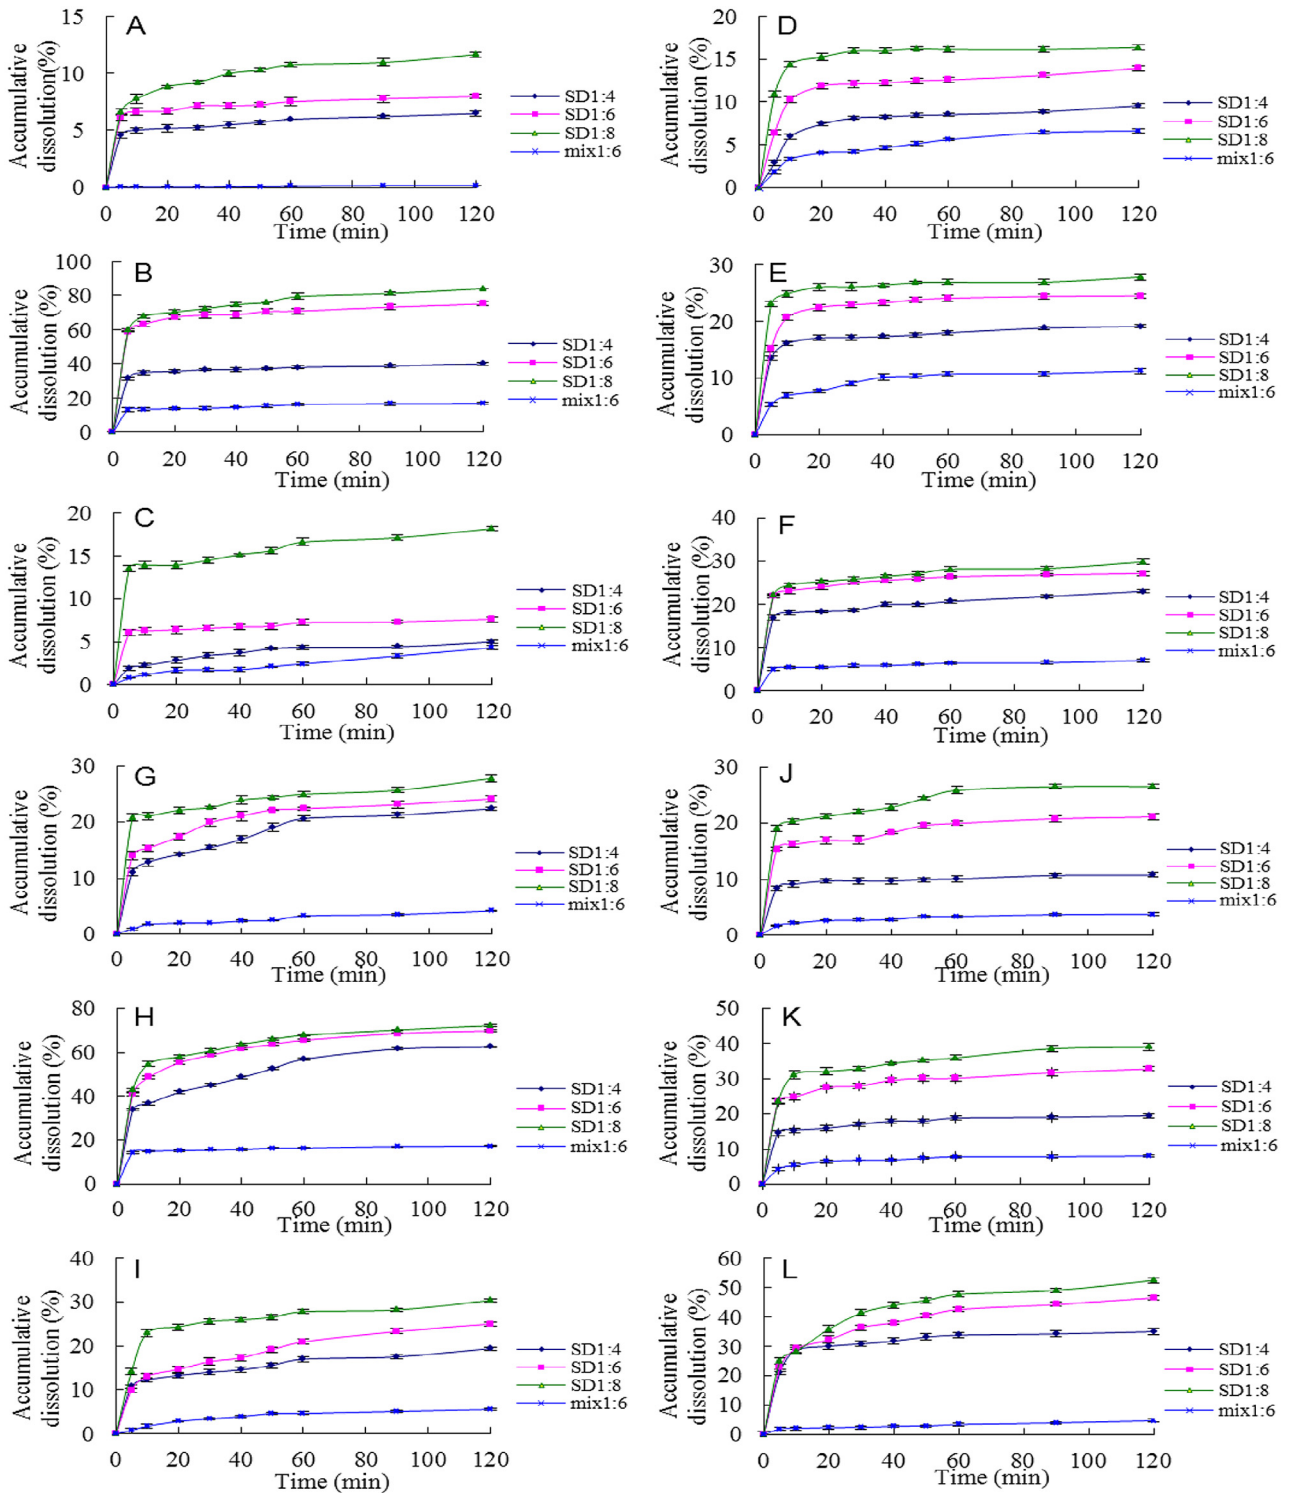 A
Accumulative
dissolution(%)
15
10
5
0
0 20 40 60 80 100 120
Time (min)
SD1:4
SD1:6
SD1:8
mix1:6
D
Accumulative
dissolution (%)
20
15
10
5
0
0 20 40 60 80 100 120
Time (min)
SD1:4
SD1:6
SD1:8
mix1:6
B
Accumulative
dissolution (%)
100
80
60
40
20
0
0 20 40 60 80 100 120
Time (min)
SD1:4
SD1:6
SD1:8
mix1:6
E
Accumulative
dissolution (%)
30
20
10
0
0 20 40 60 80 100 120
Time (min)
SD1:4
SD1:6
SD1:8
mix1:6
C
Accumulative
dissolution (%)
20
15
10
5
0
0 20 40 60 80 100 120
Time (min)
SD1:4
SD1:6
SD1:8
mix1:6
F
Accumulative
dissolution (%)
40
30
20
10
0
0 20 40 60 80 100 120
Time (min)
SD1:4
SD1:6
SD1:8
mix1:6
G
Accumulative
dissolution (%)
30
20
10
0
0 20 40 60 80 100 120
Time (min)
SD1:4
SD1:6
SD1:8
mix1:6
J
Accumulative
dissolution (%)
30
20
10
0
0 20 40 60 80 100 120
Time (min)
SD1:4
SD1:6
SD1:8
mix1:6
H
Accumulative
dissolution (%)
80
60
40
20
0
0 20 40 60 80 100 120
Time (min)
SD1:4
SD1:6
SD1:8
mix1:6
K
Accumulative
dissolution (%)
50
40
30
20
10
0
0 20 40 60 80 100 120
Time (min)
SD1:4
SD1:6
SD1:8
mix1:6
I
Accumulative
dissolution (%)
40
30
20
10
0
0 20 40 60 80 100 120
Time (min)
SD1:4
SD1:6
SD1:8
mix1:6
L
Accumulative
dissolution (%)
60
50
40
30
20
10
0
0 20 40 60 80 100 120
Time (min)
SD1:4
SD1:6
SD1:8
mix1:6